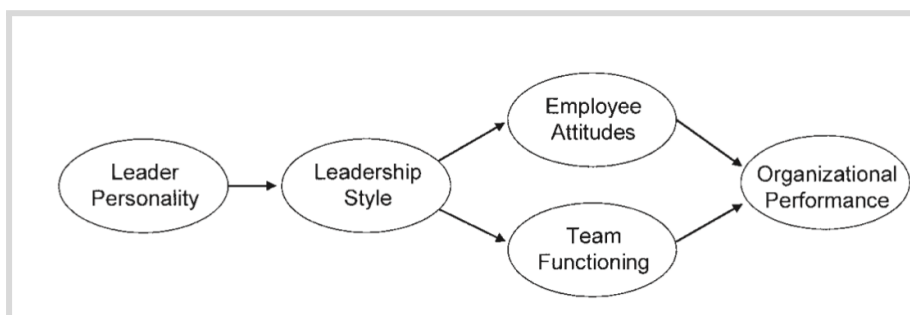 Leader
Personality
Leadership
Style
Employee
Attitudes
Team
Functioning
Organizational
Performance